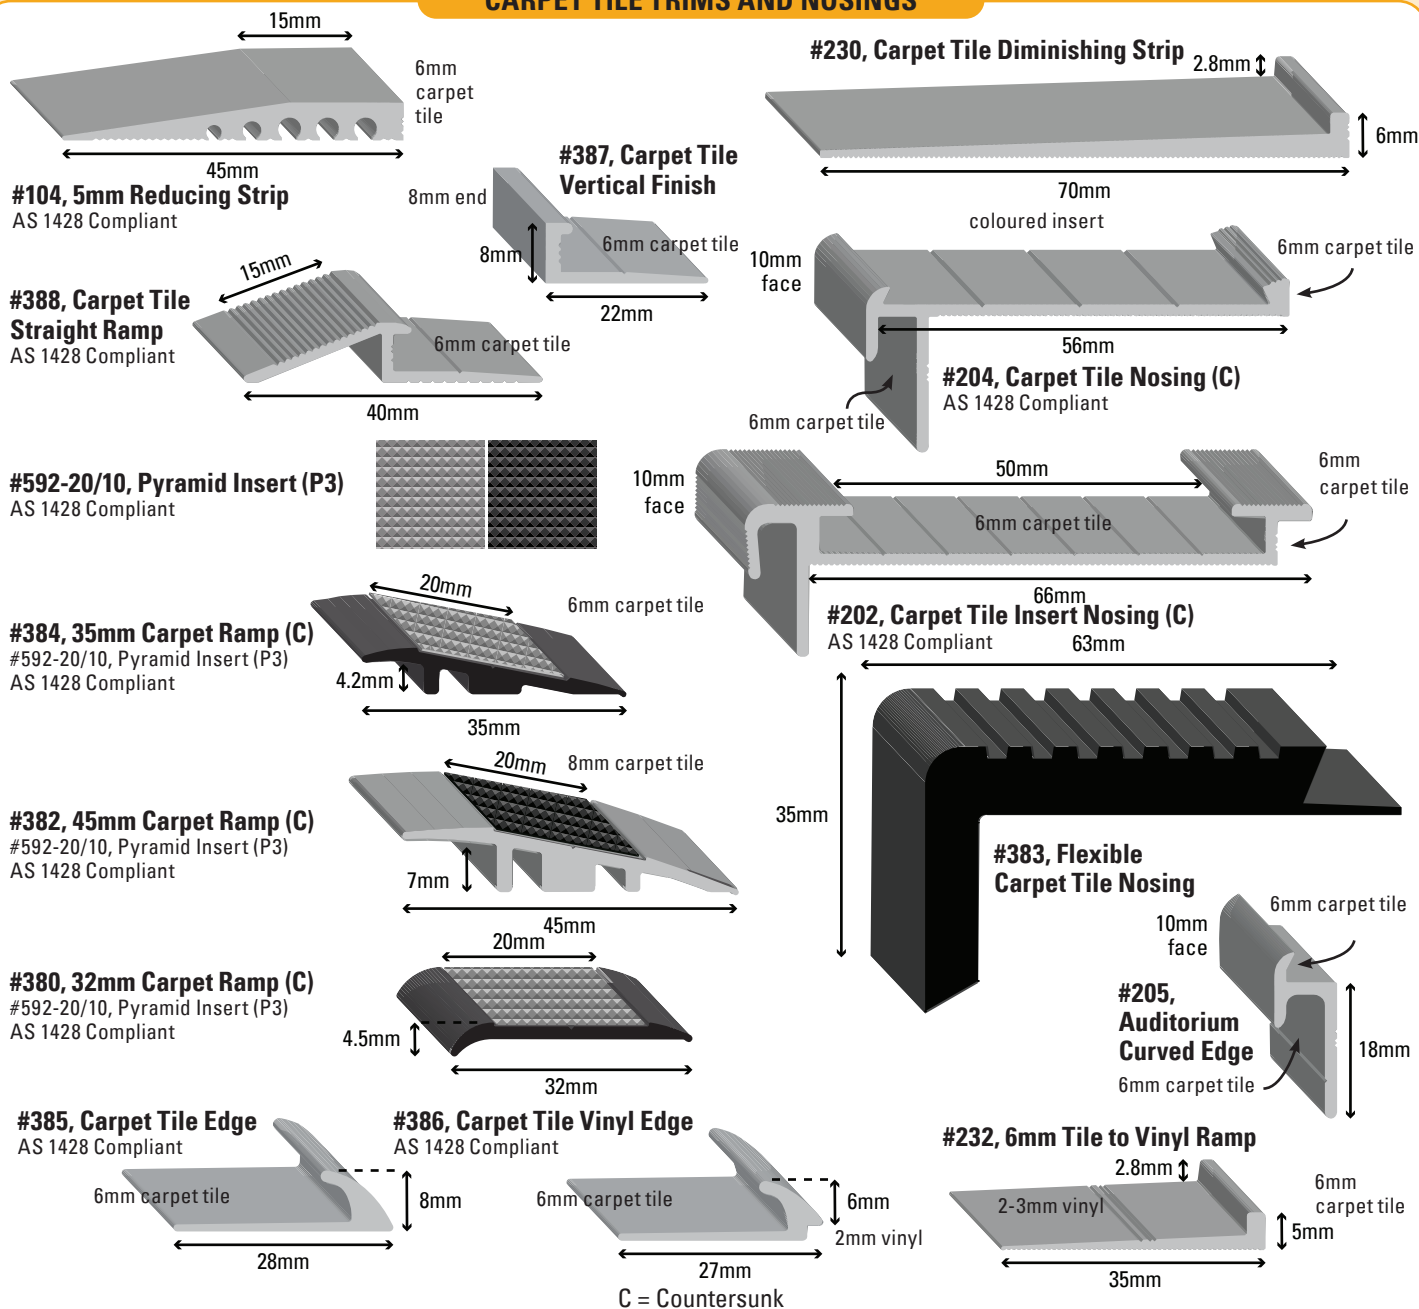 CARPET TILE TRIMS AND NOSINGS
15mm
6mm
carpet
tile
45mm
#104, 5mm Reducing Strip
AS 1428 Compliant
#230, Carpet Tile Diminishing Strip
2.8mm
6mm
70mm
#387, Carpet Tile
Vertical Finish
8mm end
8mm
6mm carpet tile
22mm
#388, Carpet Tile
Straight Ramp
AS 1428 Compliant
15mm
6mm carpet tile
40mm
coloured insert
10mm
face
6mm carpet tile
56mm
#204, Carpet Tile Nosing (C)
AS 1428 Compliant
6mm carpet tile
#592-20/10, Pyramid Insert (P3)
AS 1428 Compliant
10mm
face
50mm
6mm
carpet tile
6mm carpet tile
66mm
#202, Carpet Tile Insert Nosing (C)
AS 1428 Compliant
#384, 35mm Carpet Ramp (C)
#592-20/10, Pyramid Insert (P3)
AS 1428 Compliant
20mm
6mm carpet tile
4.2mm
35mm
63mm
35mm
#383, Flexible
Carpet Tile Nosing
#382, 45mm Carpet Ramp (C)
#592-20/10, Pyramid Insert (P3)
AS 1428 Compliant
20mm
8mm carpet tile
7mm
45mm
#380, 32mm Carpet Ramp (C)
#592-20/10, Pyramid Insert (P3)
AS 1428 Compliant
20mm
4.5mm
32mm
10mm
face
6mm carpet tile
#205,
Auditorium
Curved Edge
6mm carpet tile
18mm
#385, Carpet Tile Edge
AS 1428 Compliant
6mm carpet tile
8mm
28mm
#386, Carpet Tile Vinyl Edge
AS 1428 Compliant
6mm carpet tile
6mm
2mm vinyl
27mm
#232, 6mm Tile to Vinyl Ramp
2.8mm
2-3mm vinyl
6mm
carpet tile
5mm
35mm
C = Countersunk